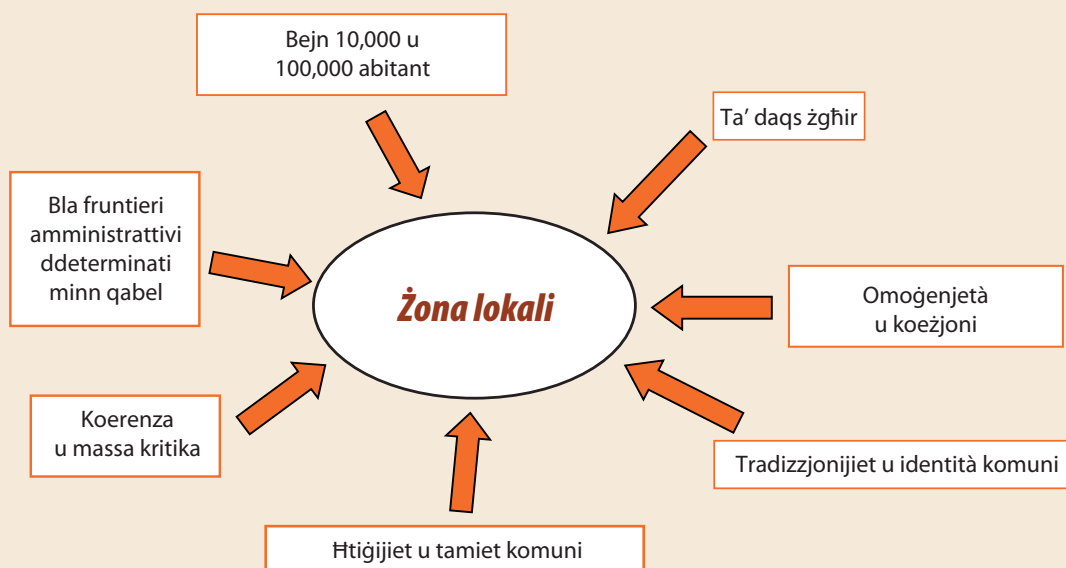 Bejn 10,000 u
100,000 abitant
Ta’ daqs żgħir
Bla fruntieri
amministrattivi
ddeterminati
minn qabel
Żona lokali
Omoġenjetà
u koeżjoni
Koerenza
u massa kritika
Tradizzjonijiet u identità komuni
Ħtiġijiet u tamiet komuni